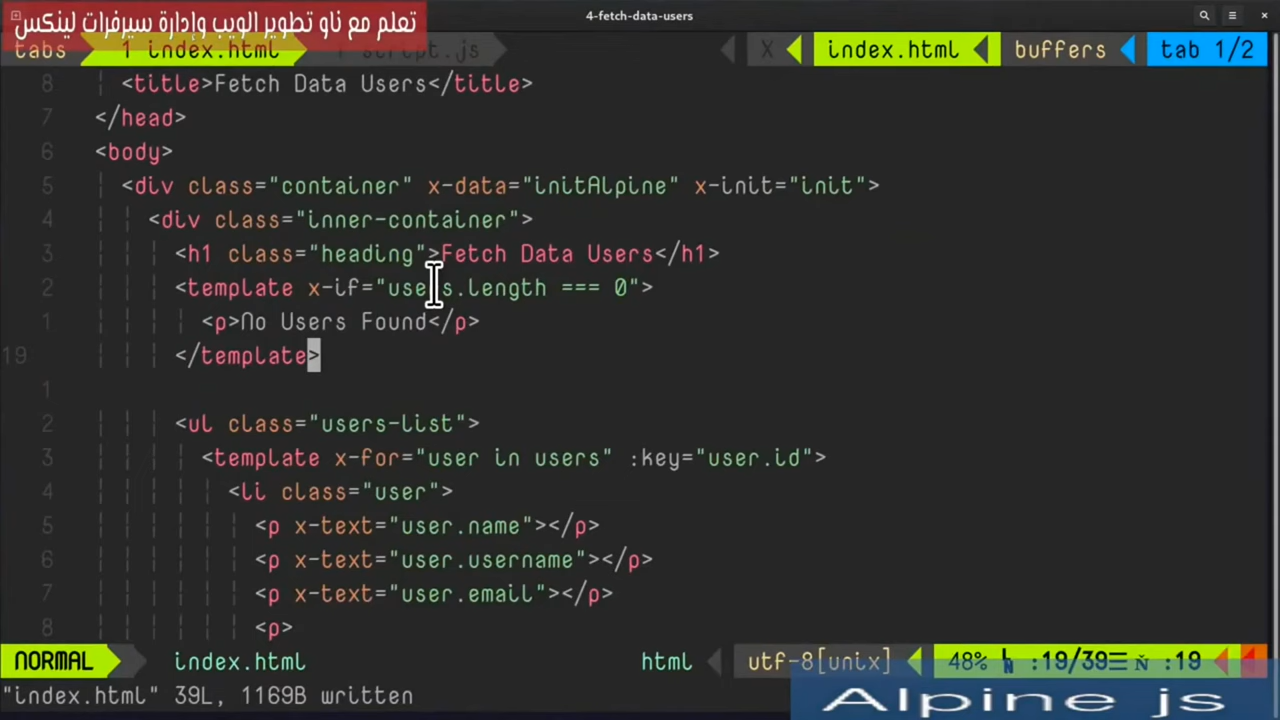 4-fetch-data-users
تعلم مع ناو تطوير الويب وإدارة سيرفرات لينكس
tabs 1 index.html script.js X index.html buffers tab 1/2
8 <title>Fetch Data Users</title>
7 </head>
6 <body>
5 <div class="container" x-data="initAlpine" x-init="init">
4 <div class="inner-container">
3 <h1 class="heading">Fetch Data Users</h1>
2 <template x-if="users.length === 0">
1 <p>No Users Found</p>
19 </template>
1
2 <ul class="users-list">
3 <template x-for="user in users" :key="user.id">
4 <li class="user">
5 <p x-text="user.name"></p>
6 <p x-text="user.username"></p>
7 <p x-text="user.email"></p>
8 <p>
NORMAL index.html html utf-8[unix] 48% :19/39☰ :19
"index.html" 39L, 1169B written
Alpine js